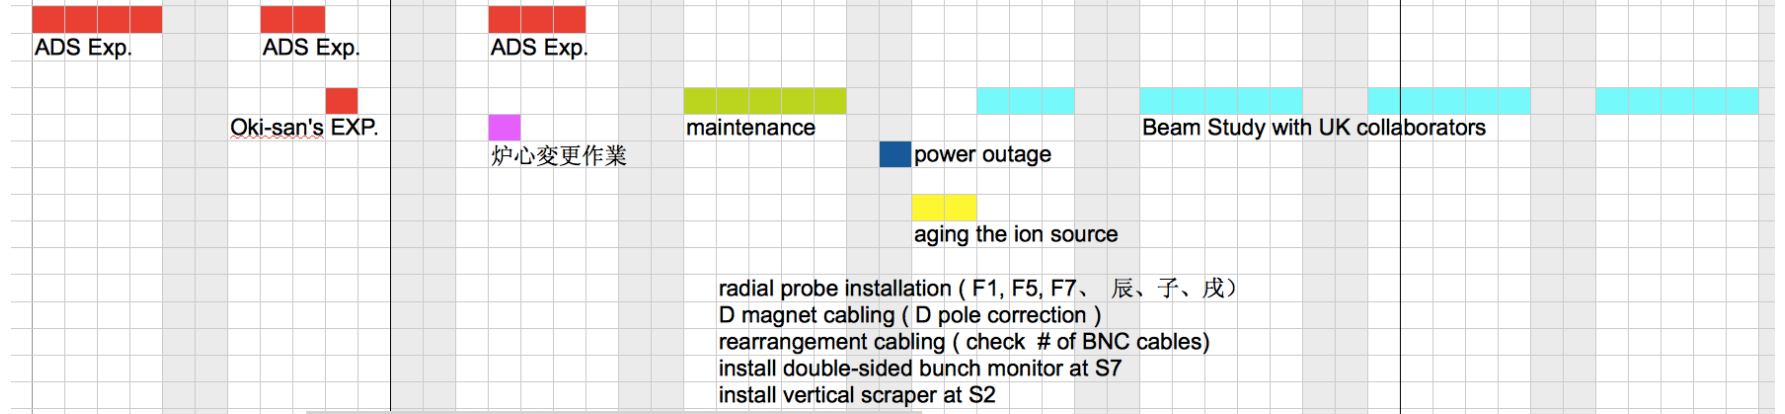 ADS Exp. ADS Exp. ADS Exp.
Oki-san's EXP. maintenance Beam Study with UK collaborators
炉心変更作業 power outage
aging the ion source
radial probe installation ( F1, F5, F7、 辰、子、戌）
D magnet cabling ( D pole correction )
rearrangement cabling ( check # of BNC cables)
install double-sided bunch monitor at S7
install vertical scraper at S2